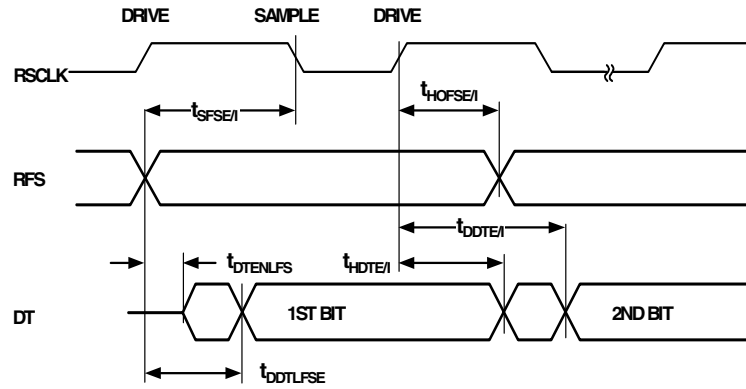 DRIVE SAMPLE DRIVE
RSCLK
tHOFSE/I
tSFSE/I
RFS
tDDTE/I
tDTENLFS
tHDTE/I
DT
1ST BIT
2ND BIT
tDDTLFSE